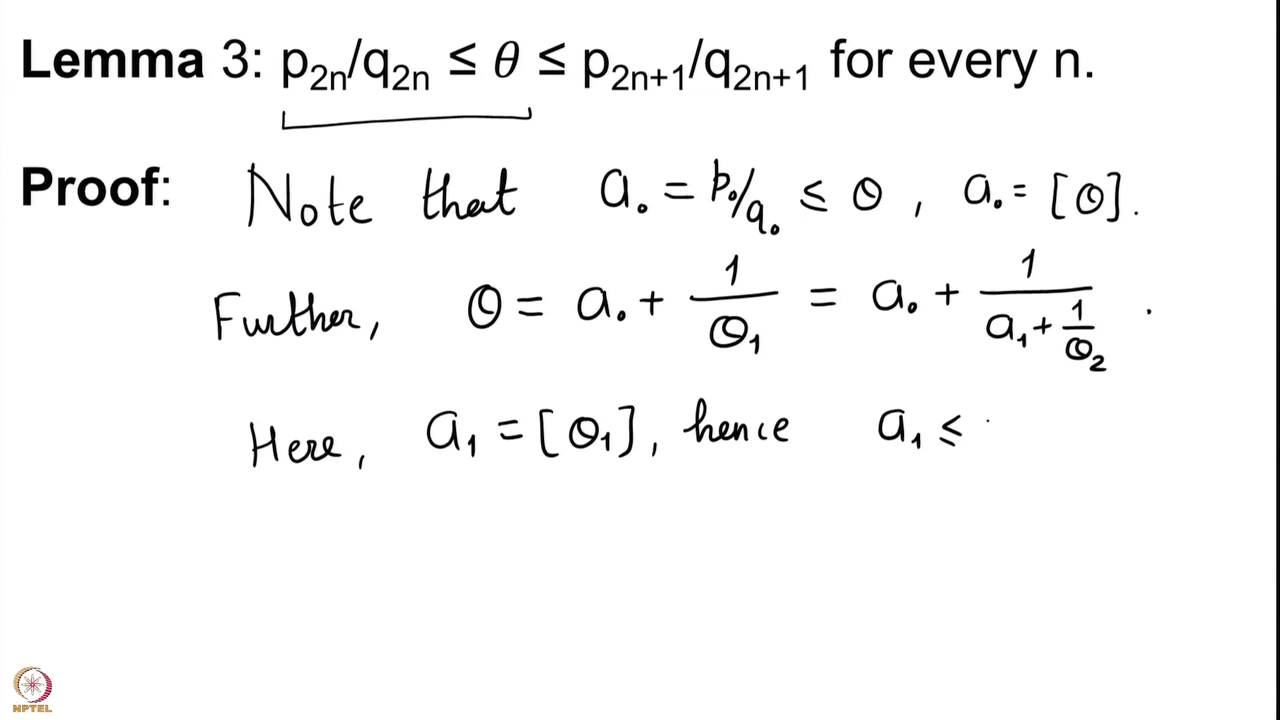 Lemma 3: p₂ₙ/q₂ₙ ≤ θ ≤ p₂ₙ₊₁/q₂ₙ₊₁ for every n.
Proof: Note that a₀ = p₀/q₀ ≤ θ, a₀ = [θ].
Further, θ = a₀ + 1/θ₁ = a₀ + 1/(a₁ + 1/θ₂).
Here, a₁ = [θ₁], hence a₁ ≤
NPTEL